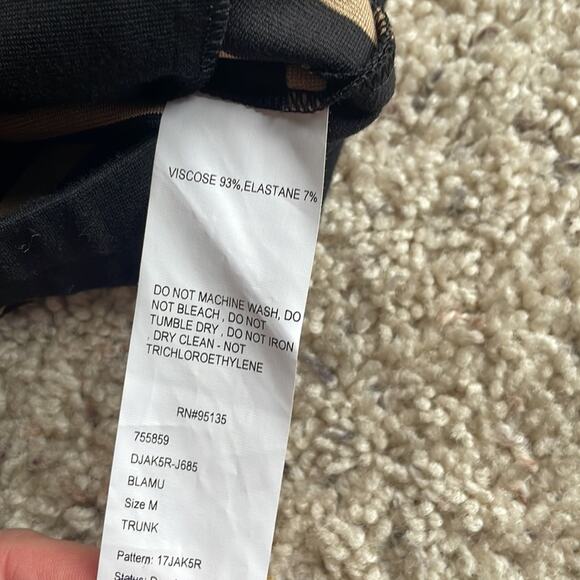 VISCOSE 93%,ELASTANE 7%
DO NOT MACHINE WASH, DO
NOT BLEACH , DO NOT
TUMBLE DRY , DO NOT IRON
, DRY CLEAN - NOT
TRICHLOROETHYLENE
RN#95135
755859
DJAK5R-J685
BLAMU
Size M
TRUNK
Pattern: 17JAK5R
Status: